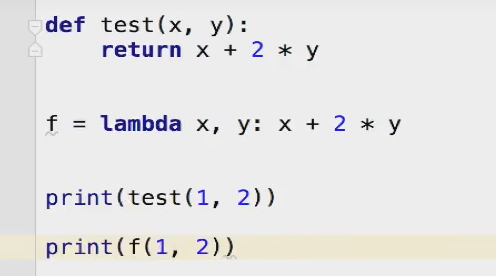 def test(x, y):
    return x + 2 * y
f = lambda x, y: x + 2 * y
print(test(1, 2))
print(f(1, 2))